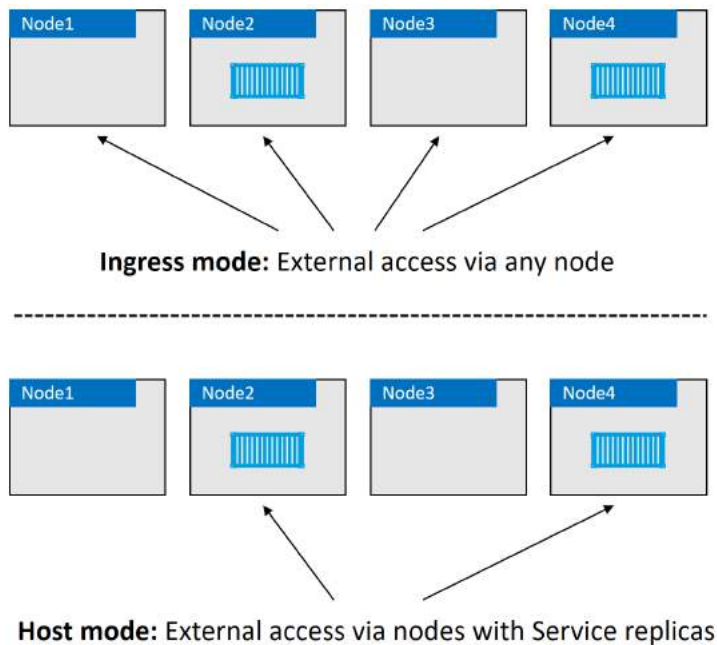 Node1
Node2
Node3
Node4
Ingress mode: External access via any node
Node1
Node2
Node3
Node4
Host mode: External access via nodes with Service replicas